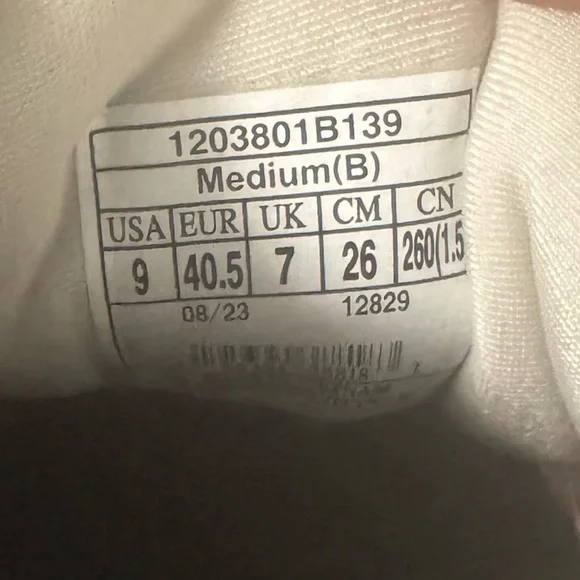 1203801B139
Medium(B)
USA EUR UK CM CN
9 40.5 7 26 260(1.5
08/23 12829